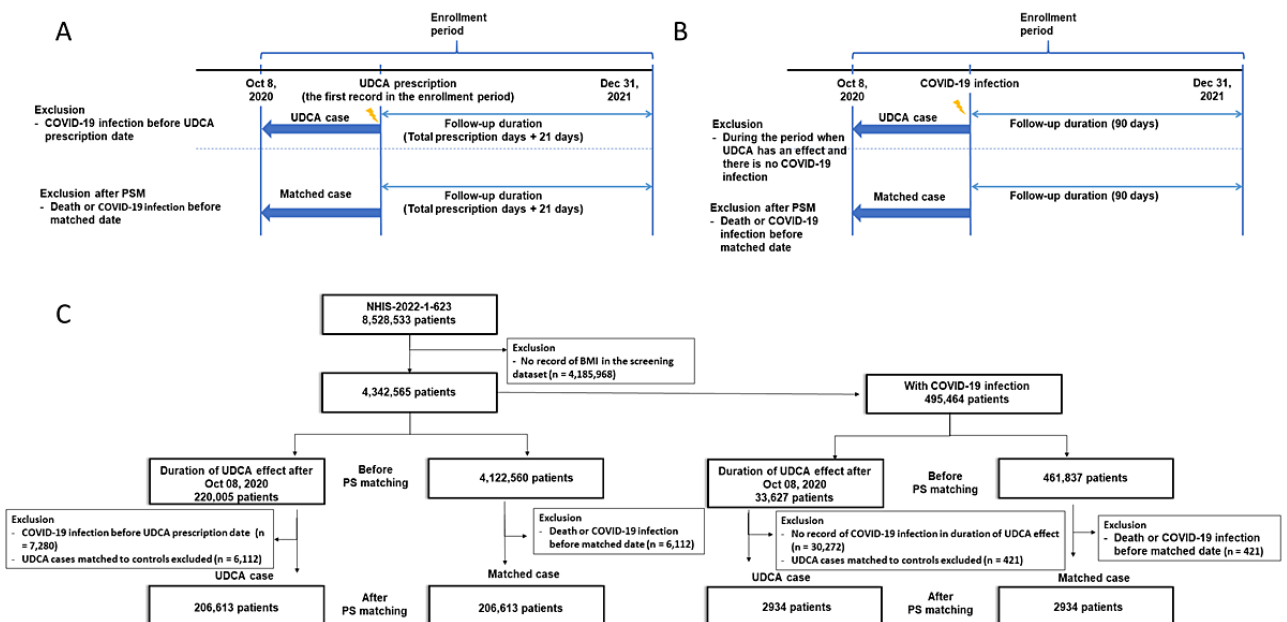 A
Enrollment
period
Oct 8,
2020
UDCA prescription
(the first record in the enrollment period)
Dec 31,
2021
Exclusion
- COVID-19 infection before UDCA
prescription date
UDCA case
Follow-up duration
(Total prescription days + 21 days)
Exclusion after PSM
- Death or COVID-19 infection before
matched date
Matched case
Follow-up duration
(Total prescription days + 21 days)
B
Enrollment
period
Oct 8,
2020
COVID-19 infection
Dec 31,
2021
Exclusion
- During the period when
UDCA has an effect and
there is no COVID-19
infection
UDCA case
Follow-up duration (90 days)
Exclusion after PSM
- Death or COVID-19
infection before
matched date
Matched case
Follow-up duration (90 days)
C
NHIS-2022-1-623
8,528,533 patients
Exclusion
- No record of BMI in the screening
dataset (n = 4,185,968)
4,342,565 patients
With COVID-19 infection
495,464 patients
Duration of UDCA effect after
Oct 08, 2020
220,005 patients
Before
PS matching
4,122,560 patients
Duration of UDCA effect after
Oct 08, 2020
33,627 patients
Before
PS matching
461,837 patients
Exclusion
- COVID-19 infection before UDCA prescription date (n
= 7,280)
- UDCA cases matched to controls excluded (n = 6,112)
Exclusion
- Death or COVID-19 infection
before matched date (n = 6,112)
Exclusion
- No record of COVID-19 infection in duration of UDCA effect
(n = 30,272)
- UDCA cases matched to controls excluded (n = 421)
Exclusion
- Death or COVID-19 infection
before matched date (n = 421)
UDCA case
206,613 patients
After
PS matching
Matched case
206,613 patients
UDCA case
2934 patients
After
PS matching
Matched case
2934 patients